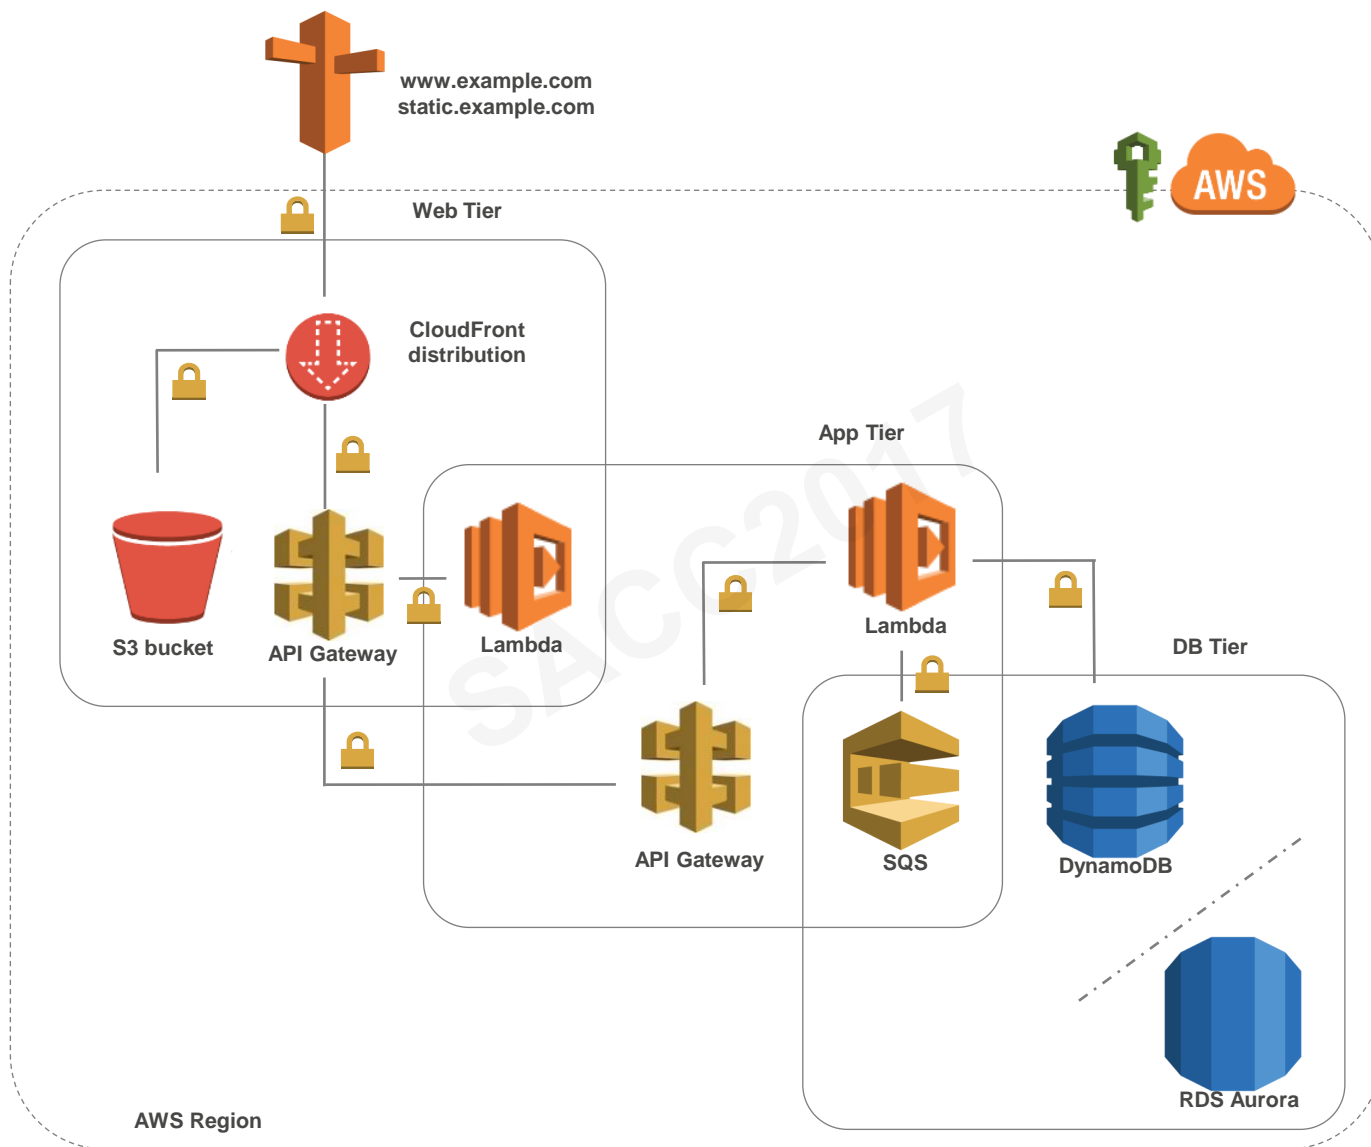 www.example.com
static.example.com
AWS
Web Tier
CloudFront
distribution
App Tier
S3 bucket
API Gateway
Lambda
Lambda
DB Tier
API Gateway
SQS
DynamoDB
RDS Aurora
AWS Region
SACC2017